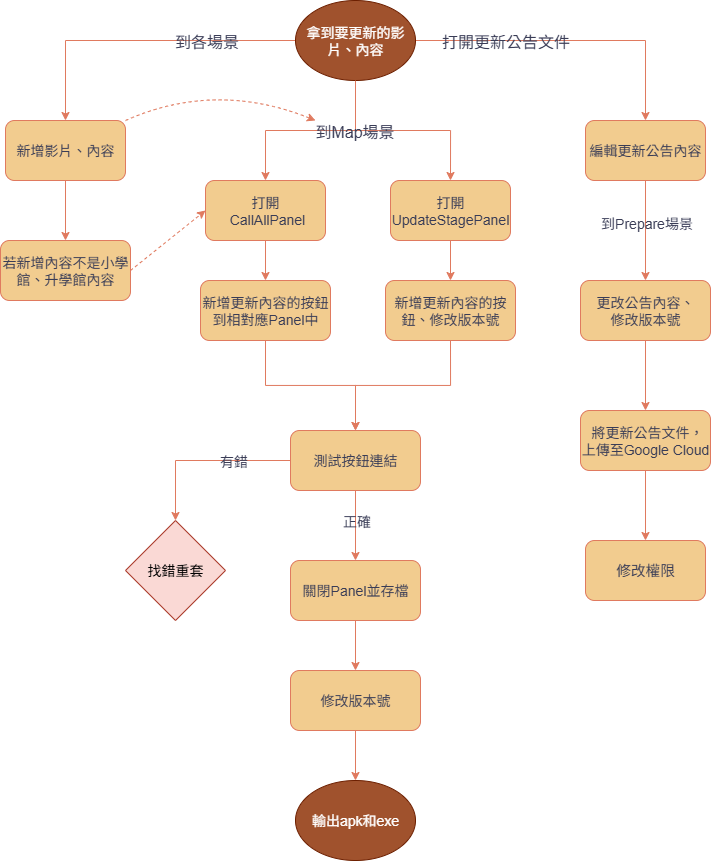 拿到要更新的影
片、內容
到各場景
打開更新公告文件
新增影片、內容
到Map場景
編輯更新公告內容
打開
CallAllPanel
打開
UpdateStagePanel
到Prepare場景
若新增內容不是小學
館、升學館內容
新增更新內容的按鈕
到相對應Panel中
新增更新內容的按
鈕、修改版本號
更改公告內容、
修改版本號
測試按鈕連結
將更新公告文件，
上傳至Google Cloud
有錯
正確
找錯重套
關閉Panel並存檔
修改權限
修改版本號
輸出apk和exe